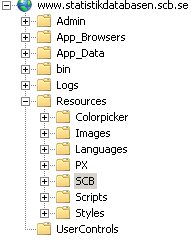 www.statistikdatabasen.scb.se
Admin
App_Browsers
App_Data
bin
Logs
Resources
Colorpicker
Images
Languages
PX
SCB
Scripts
Styles
UserControls